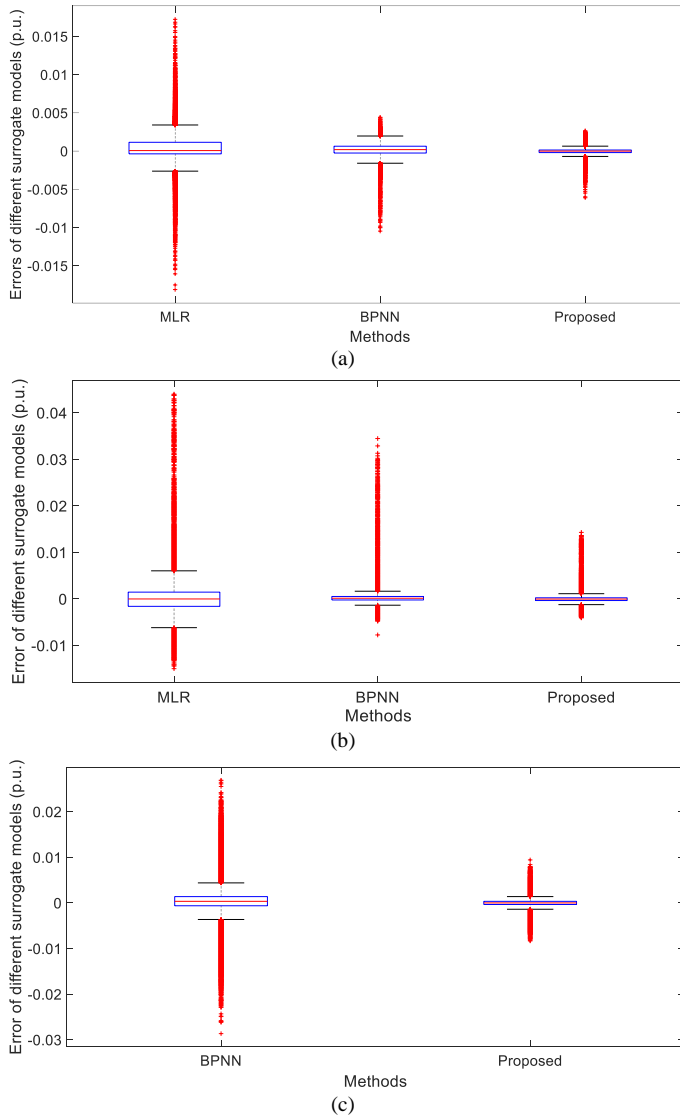 Errors of different surrogate models (p.u.)
0.015
0.01
0.005
0
-0.005
-0.01
-0.015
MLR BPNN Proposed
Methods
(a)
Error of different surrogate models (p.u.)
0.04
0.03
0.02
0.01
0
-0.01
MLR BPNN Proposed
Methods
(b)
Error of different surrogate models (p.u.)
0.02
0.01
0
-0.01
-0.02
-0.03
BPNN Proposed
Methods
(c)